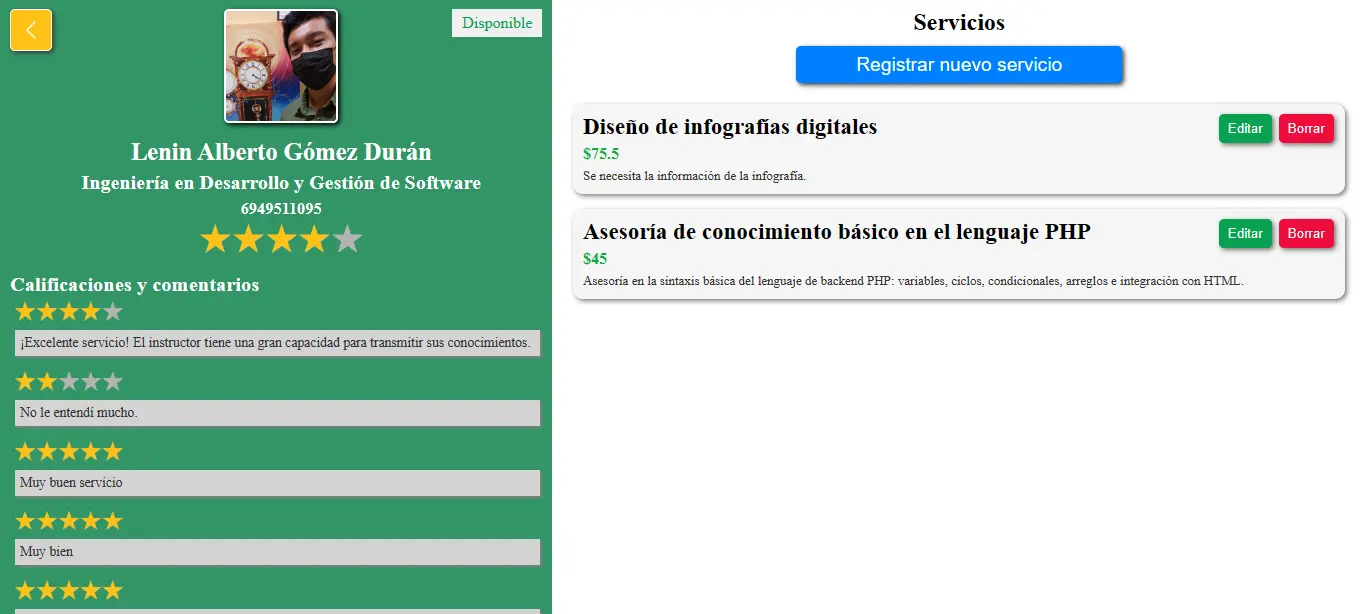 Disponible
Lenin Alberto Gómez Durán
Ingeniería en Desarrollo y Gestión de Software
6949511095
Calificaciones y comentarios
¡Excelente servicio! El instructor tiene una gran capacidad para transmitir sus conocimientos.
No le entendí mucho.
Muy buen servicio
Muy bien
Servicios
Registrar nuevo servicio
Diseño de infografías digitales
Editar
Borrar
$75.5
Se necesita la información de la infografía.
Asesoría de conocimiento básico en el lenguaje PHP
Editar
Borrar
$45
Asesoría en la sintaxis básica del lenguaje de backend PHP: variables, ciclos, condicionales, arreglos e integración con HTML.